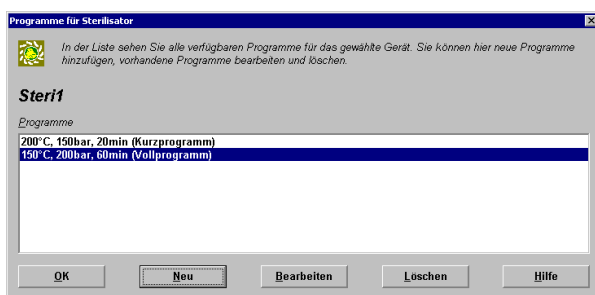 Programme für Sterilisator
In der Liste sehen Sie alle verfügbaren Programme für das gewählte Gerät. Sie können hier neue Programme
hinzufügen, vorhandene Programme bearbeiten und löschen.
Steri1
Programme
200°C, 150bar, 20min (Kurzprogramm)
150°C, 200bar, 60min (Vollprogramm)
OK Neu Bearbeiten Löschen Hilfe